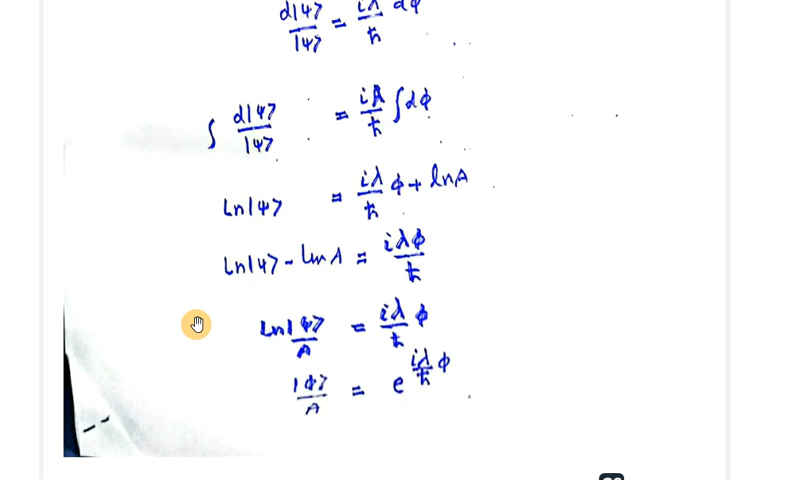 d|ψ> / |ψ> = iλ/ħ dφ
∫ d|ψ> / |ψ> = iλ/ħ ∫dφ
Ln|ψ> = iλ/ħ φ + lnA
Ln|ψ> - lnA = iλφ/ħ
Ln|ψ>/A = iλ/ħ φ
|φ>/A = e^(iλ/ħ φ)